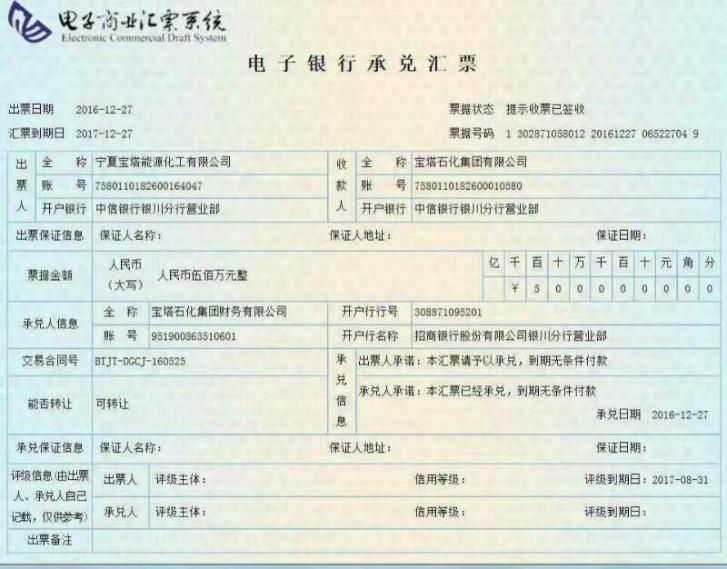 电子商业汇票系统
Electronic Commercial Draft System
电子银行承兑汇票
出票日期 2016-12-27 票据状态 提示收票已签收
汇票到期日 2017-12-27 票据号码 1 302871058012 20161227 06522704 9
出票人 全称 宁夏宝塔能源化工有限公司 收款人 全称 宝塔石化集团有限公司
账号 7580110182600164047 账号 7580110182600010580
开户银行 中信银行银川分行营业部 开户银行 中信银行银川分行营业部
出票保证信息 保证人名称: 保证人地址: 保证日期:
票据金额 人民币(大写) 人民币伍佰万元整 亿 千 百 十 万 千 百 十 元 角 分
¥ 5 0 0 0 0 0 0 0 0
承兑人信息 全称 宝塔石化集团财务有限公司 开户行行号 308871095201
账号 951900863510601 开户行名称 招商银行股份有限公司银川分行营业部
交易合同号 BTJT-DGCJ-160525 承兑信息 出票人承诺:本汇票请予以承兑,到期无条件付款
能否转让 可转让 承兑人承诺:本汇票已经承兑,到期无条件付款
承兑日期 2016-12-27
承兑保证信息 保证人名称: 保证人地址: 保证日期:
评级信息(由出票人、承兑人自己记载,仅供参考) 出票人 评级主体: 信用等级: 评级到期日:2017-08-31
承兑人 评级主体: 信用等级: 评级到期日:
出票备注